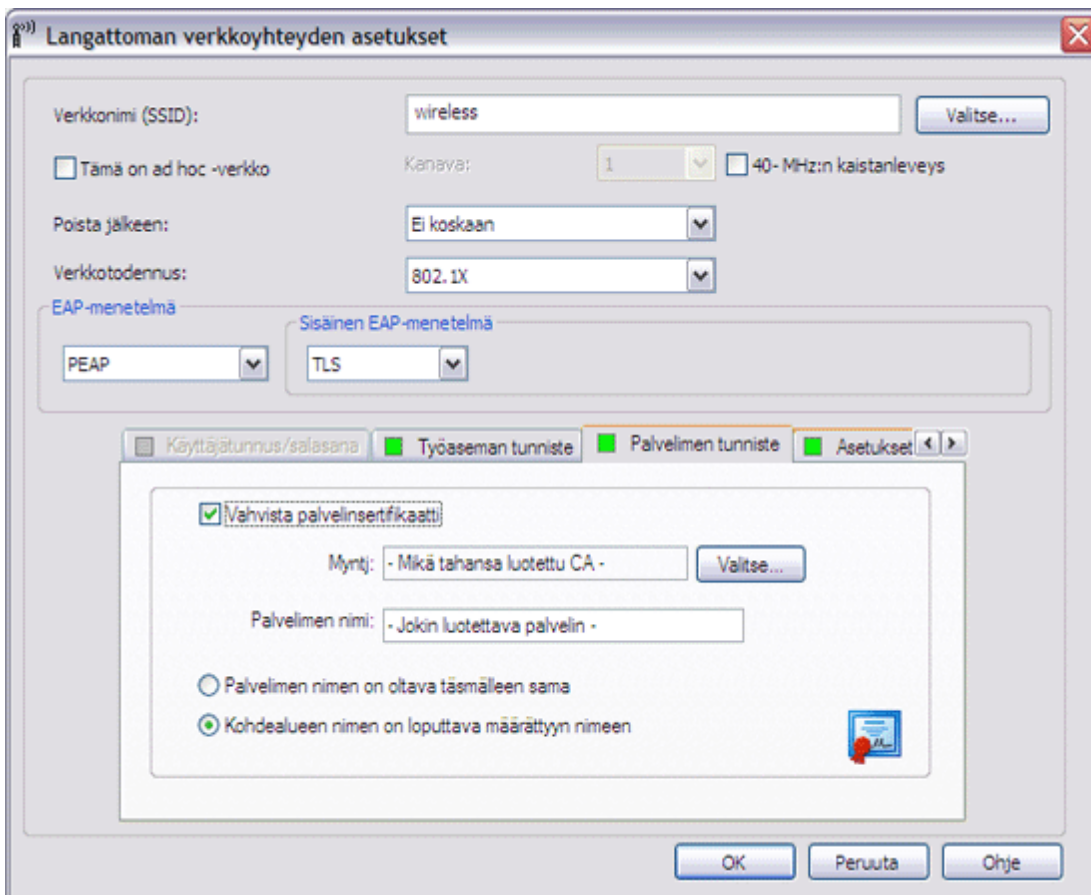 Langattoman verkkoyhteyden asetukset
Verkkonimi (SSID): wireless Valitse...
Tämä on ad hoc -verkko Kanava: 1 40- MHz:n kaistanleveys
Poista jälkeen: Ei koskaan
Verkkotodennus: 802.1X
EAP-menetelmä
Sisäinen EAP-menetelmä
PEAP TLS
Käyttäjätunnus/salasana Työaseman tunniste Palvelimen tunniste Asetukset
Vahvista palvelinsertifikaatti
Myntj: - Mikä tahansa luotettu CA - Valitse...
Palvelimen nimi: - Jokin luotettava palvelin -
Palvelimen nimen on oltava täsmälleen sama
Kohdealueen nimen on loputtava määrättyyn nimeen
OK Peruuta Ohje